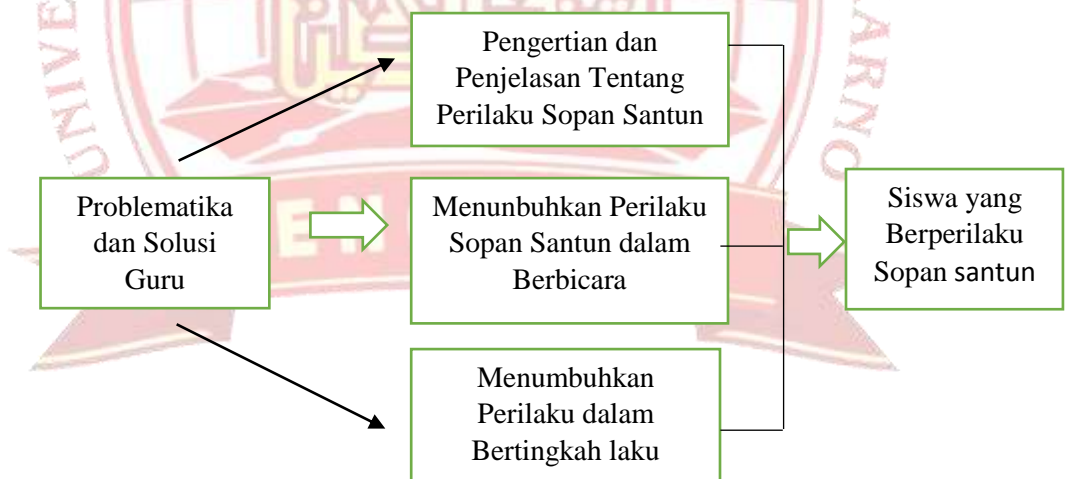 Pengertian dan
Penjelasan Tentang
Perilaku Sopan Santun
Problematika
dan Solusi
Guru
Menunbuhkan Perilaku
Sopan Santun dalam
Berbicara
Siswa yang
Berperilaku
Sopan santun
Menumbuhkan
Perilaku dalam
Bertingkah laku